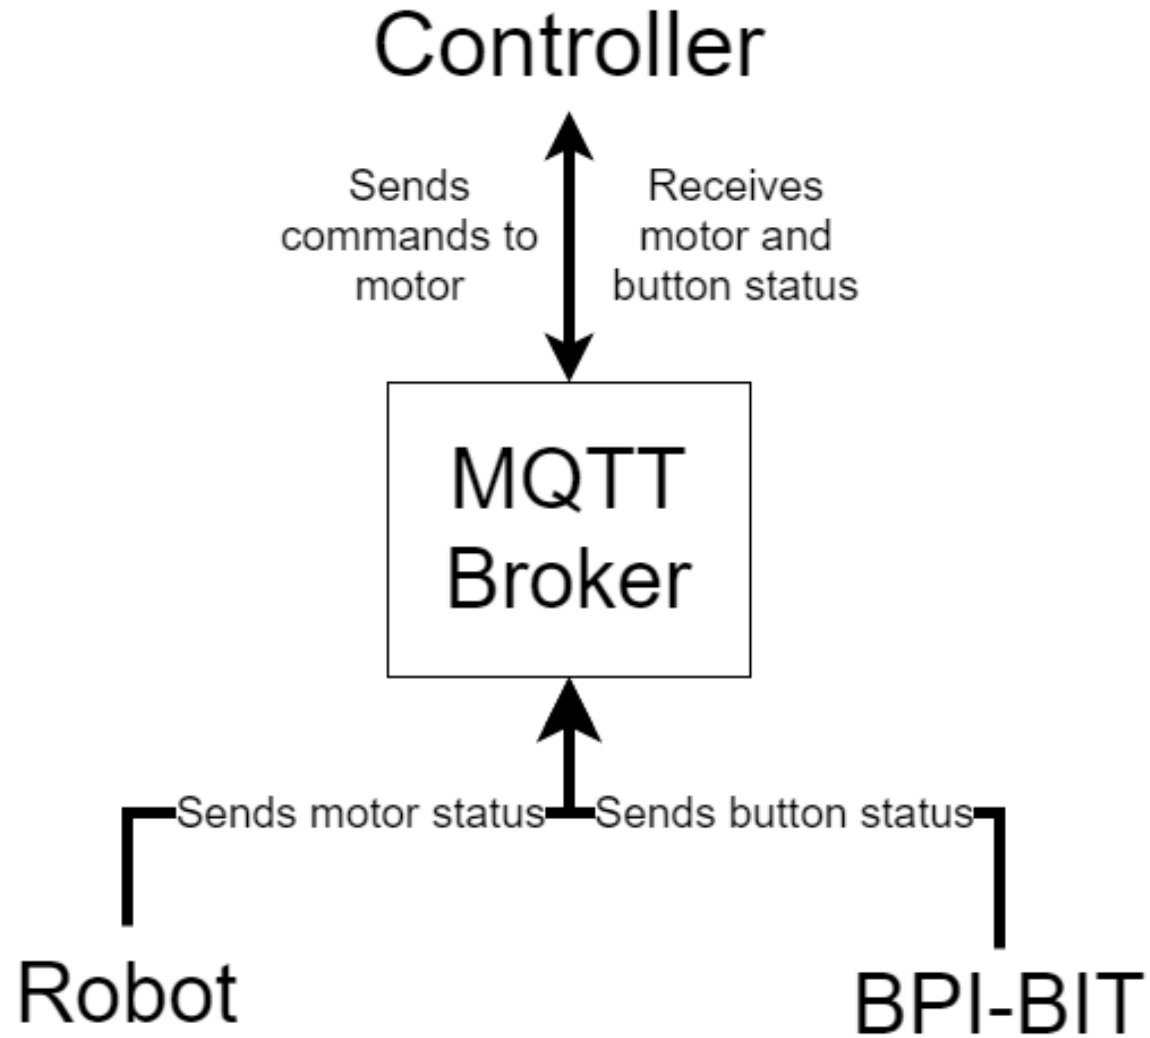 Controller
Sends
commands to
motor
Receives
motor and
button status
MQTT
Broker
Sends motor status
Sends button status
Robot
BPI-BIT